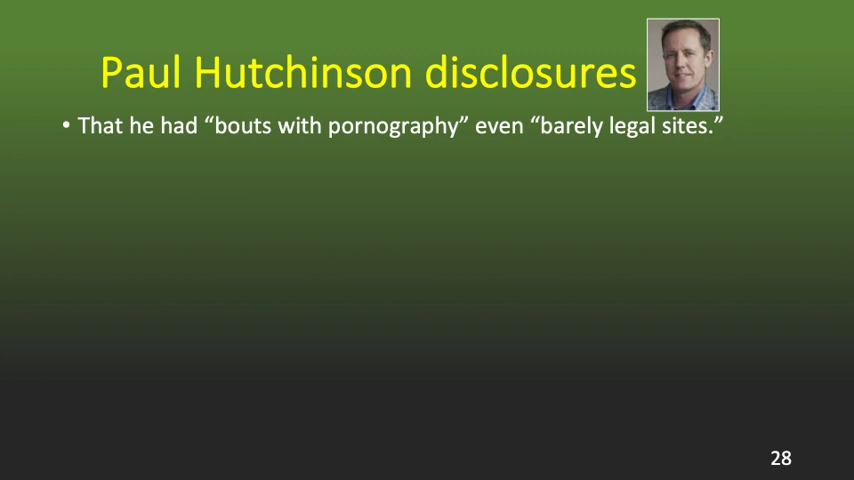 Paul Hutchinson disclosures
• That he had “bouts with pornography” even “barely legal sites.”
28